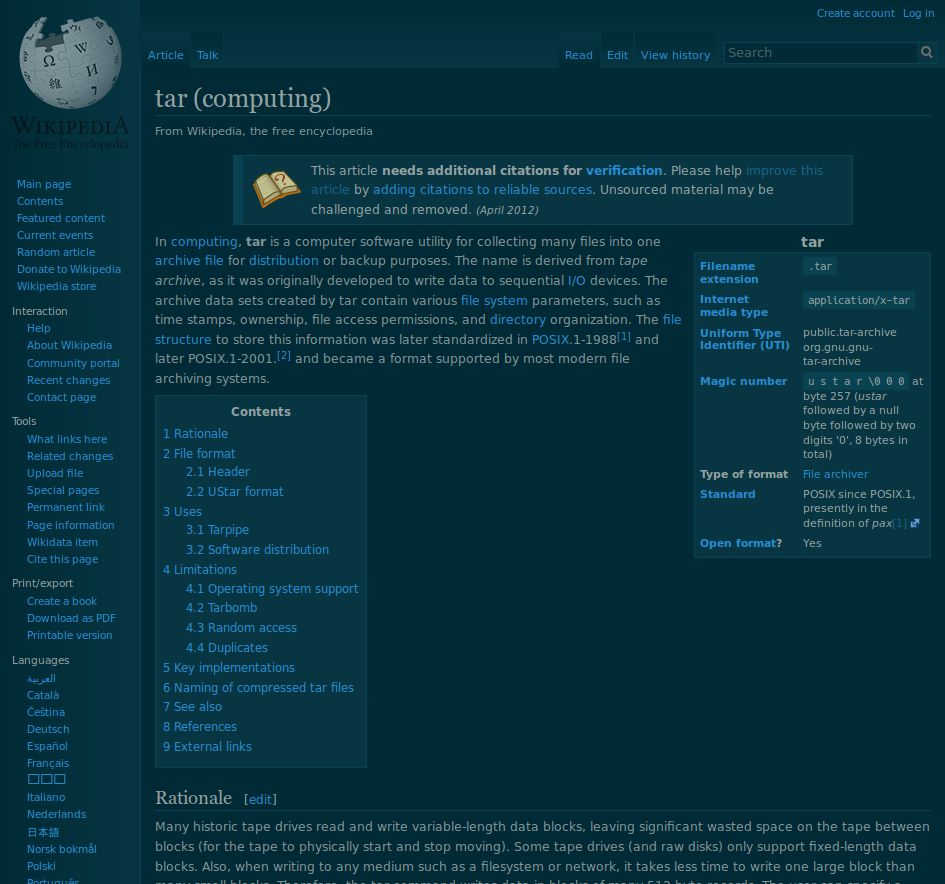 Create account Log in
Article Talk Read Edit View history Search
WIKIPEDIA
The Free Encyclopedia
tar (computing)
From Wikipedia, the free encyclopedia
This article needs additional citations for verification. Please help improve this
article by adding citations to reliable sources. Unsourced material may be
challenged and removed. (April 2012)
In computing, tar is a computer software utility for collecting many files into one
archive file for distribution or backup purposes. The name is derived from tape
archive, as it was originally developed to write data to sequential I/O devices. The
archive data sets created by tar contain various file system parameters, such as
time stamps, ownership, file access permissions, and directory organization. The file
structure to store this information was later standardized in POSIX.1-1988[1] and
later POSIX.1-2001.[2] and became a format supported by most modern file
archiving systems.
tar
Filename
extension
.tar
Internet
media type
application/x-tar
Uniform Type
Identifier (UTI)
public.tar-archive
org.gnu.gnu-
tar-archive
Magic number
u s t a r \0 0 0 at
byte 257 (ustar
followed by a null
byte followed by two
digits '0', 8 bytes in
total)
Type of format File archiver
Standard
POSIX since POSIX.1,
presently in the
definition of pax[1]
Open format? Yes
Contents
1 Rationale
2 File format
2.1 Header
2.2 UStar format
3 Uses
3.1 Tarpipe
3.2 Software distribution
4 Limitations
4.1 Operating system support
4.2 Tarbomb
4.3 Random access
4.4 Duplicates
5 Key implementations
6 Naming of compressed tar files
7 See also
8 References
9 External links
Rationale [edit]
Many historic tape drives read and write variable-length data blocks, leaving significant wasted space on the tape between
blocks (for the tape to physically start and stop moving). Some tape drives (and raw disks) only support fixed-length data
blocks. Also, when writing to any medium such as a filesystem or network, it takes less time to write one large block than
Main page
Contents
Featured content
Current events
Random article
Donate to Wikipedia
Wikipedia store
Interaction
Help
About Wikipedia
Community portal
Recent changes
Contact page
Tools
What links here
Related changes
Upload file
Special pages
Permanent link
Page information
Wikidata item
Cite this page
Print/export
Create a book
Download as PDF
Printable version
Languages
العربية
Català
Čeština
Deutsch
Español
Français
Italiano
Nederlands
日本語
Norsk bokmål
Polski
Português